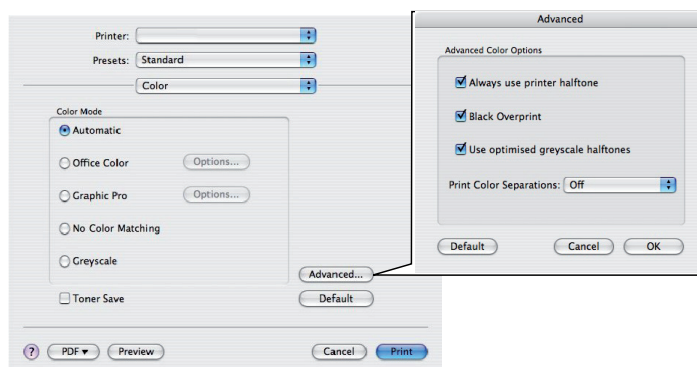 Printer:
Presets: Standard
Color
Color Mode
Automatic
Office Color Options...
Graphic Pro Options...
No Color Matching
Greyscale
Advanced...
Toner Save Default
? PDF Preview Cancel Print
Advanced
Advanced Color Options
Always use printer halftone
Black Overprint
Use optimised greyscale halftones
Print Color Separations: Off
Default Cancel OK